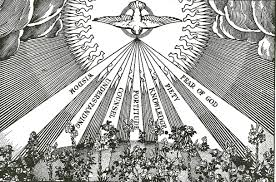 WISDOM
UNDERSTANDING
COUNSEL
FORTITUDE
KNOWLEDGE
PIETY
FEAR OF GOD